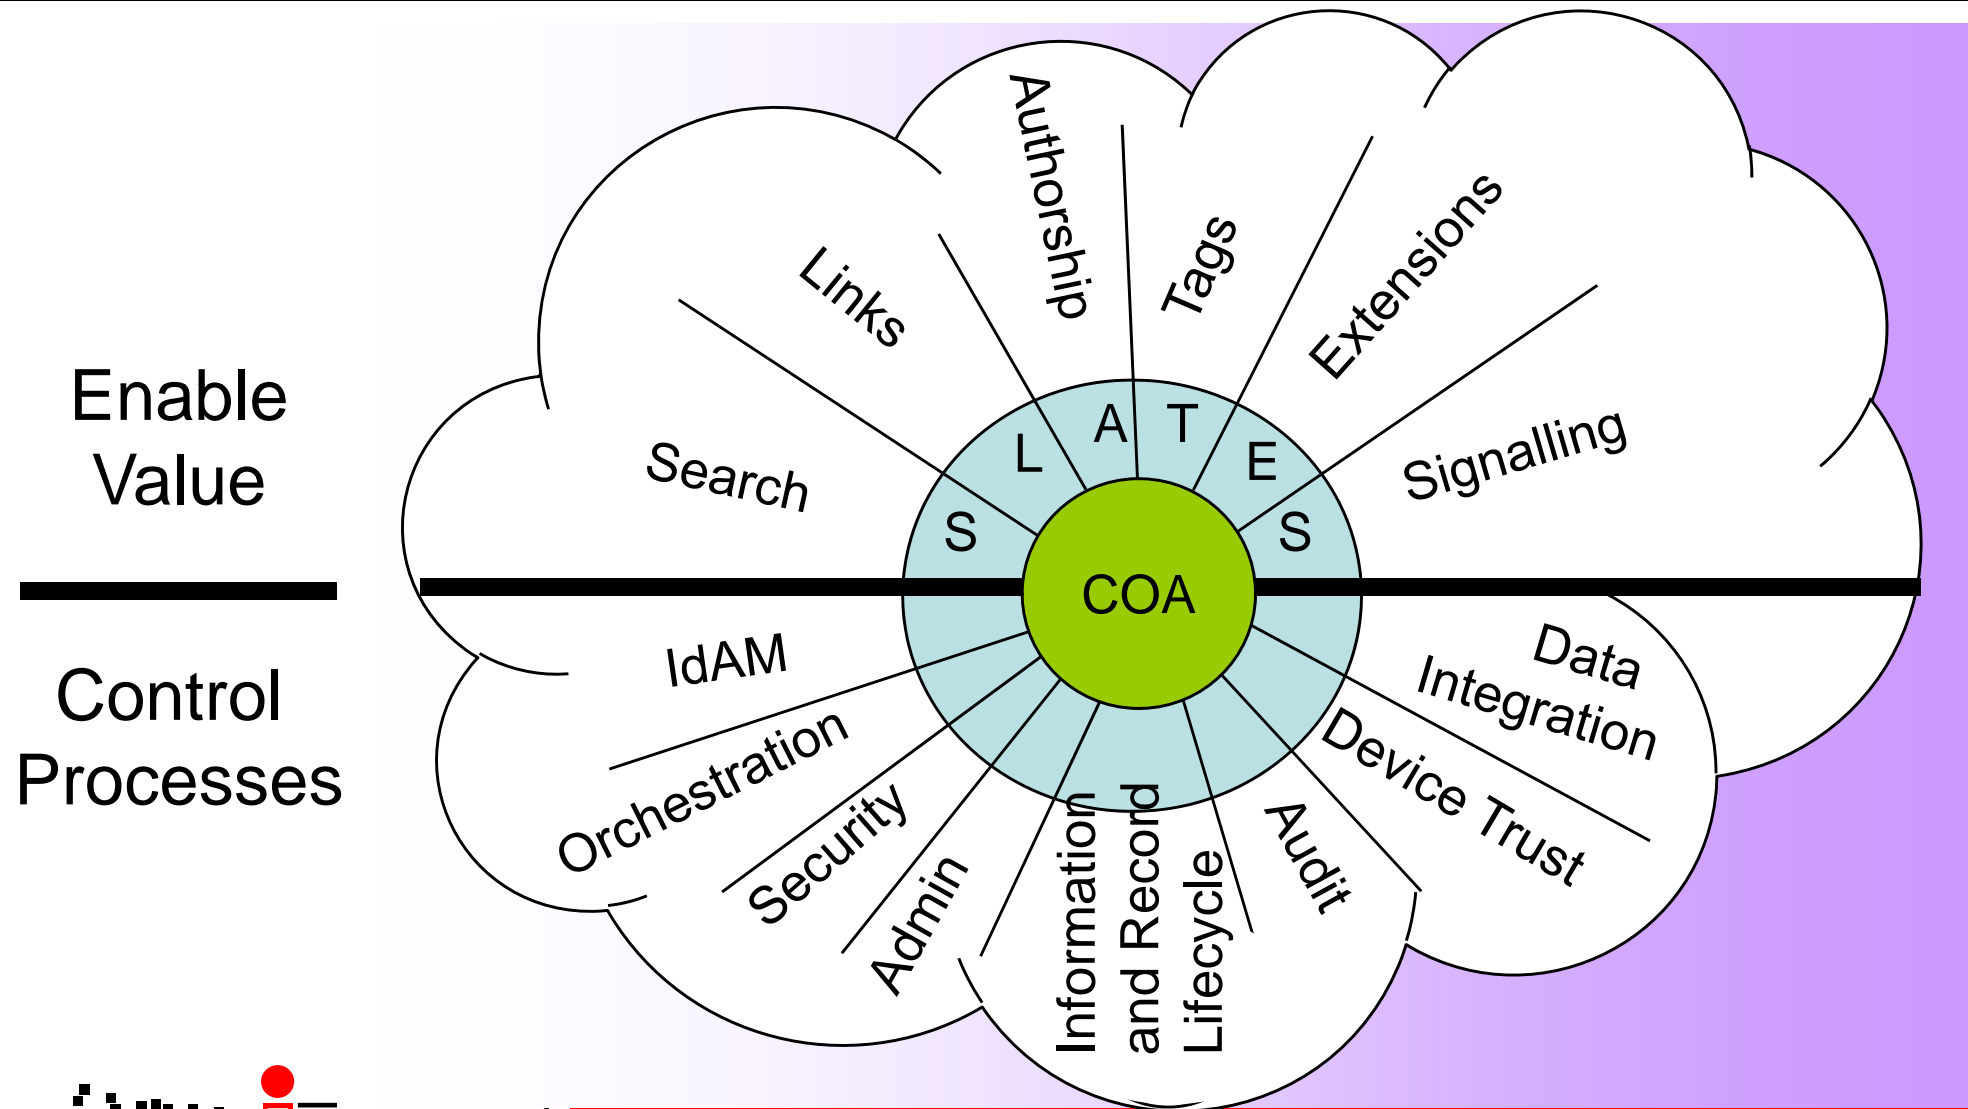 Enable
Value
Control
Processes
Search
Links
Authorship
Tags
Extensions
Signalling
S
L
A
T
E
S
COA
IdAM
Orchestration
Security
Admin
Information
and Record
Lifecycle
Audit
Device Trust
Data
Integration